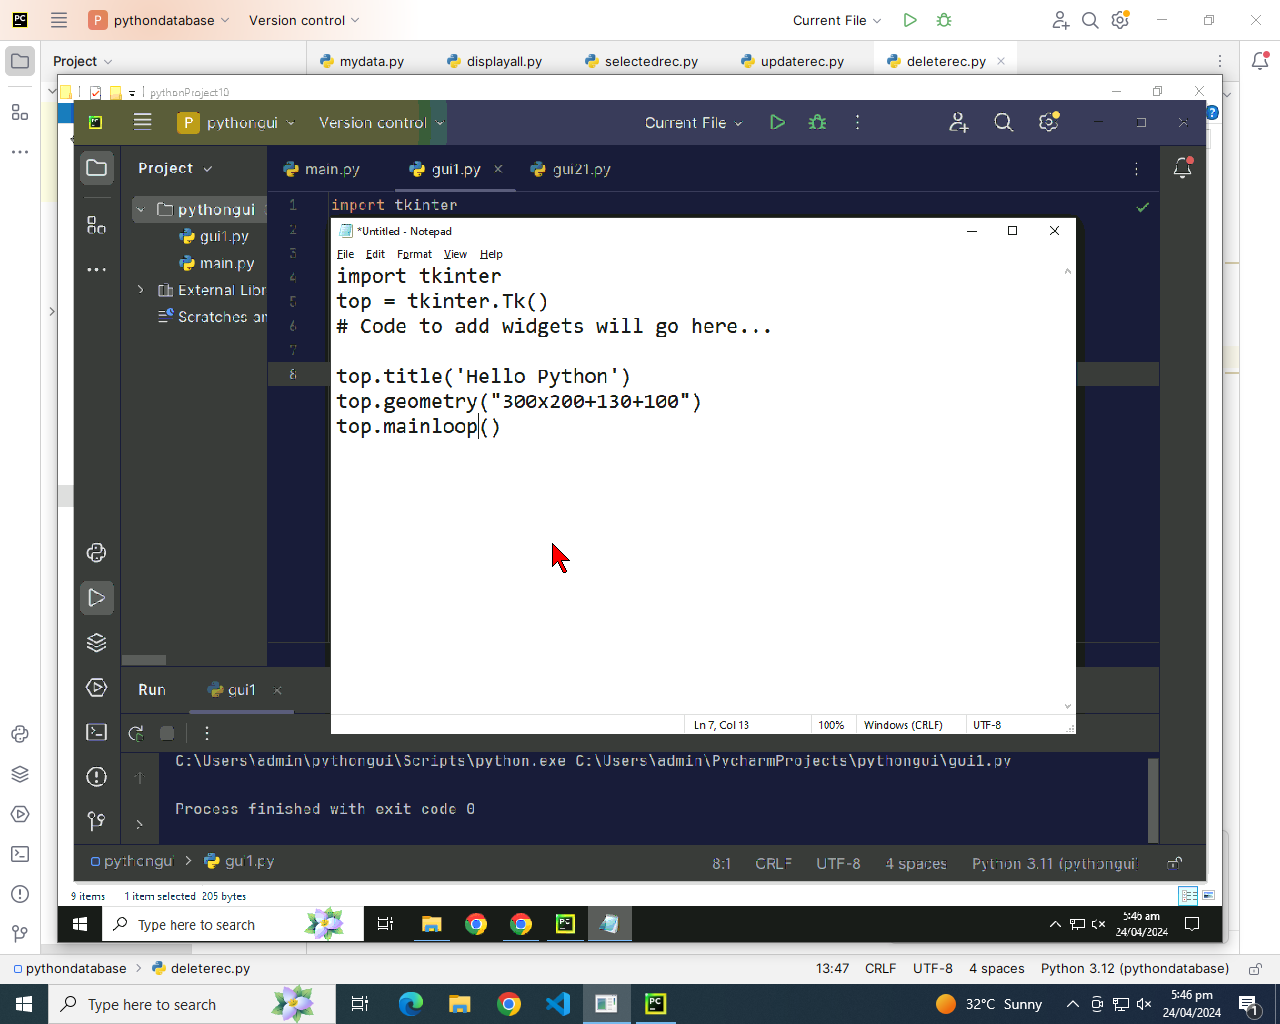 pythondatabase Version control Current File
Project mydata.py displayall.py selectedrec.py updaterec.py deleterec.py
pythonProject10
P pythongui Version control Current File
Project main.py gui1.py gui21.py
1 import tkinter
2
3
4
5
6
7
8
pythongui
gui1.py
main.py
External Libr
Scratches an
*Untitled - Notepad
File Edit Format View Help
import tkinter
top = tkinter.Tk()
# Code to add widgets will go here...
top.title('Hello Python')
top.geometry("300x200+130+100")
top.mainloop()
Ln 7, Col 13 100% Windows (CRLF) UTF-8
Run gui1
C:\Users\admin\pythongui\Scripts\python.exe C:\Users\admin\PycharmProjects\pythongui\gui1.py
Process finished with exit code 0
pythongui > gui1.py 8:1 CRLF UTF-8 4 spaces Python 3.11 (pythongui)
9 items 1 item selected 205 bytes
Type here to search 5:46 am
24/04/2024
pythondatabase > deleterec.py 13:47 CRLF UTF-8 4 spaces Python 3.12 (pythondatabase)
Type here to search 32°C Sunny 5:46 pm
24/04/2024
1